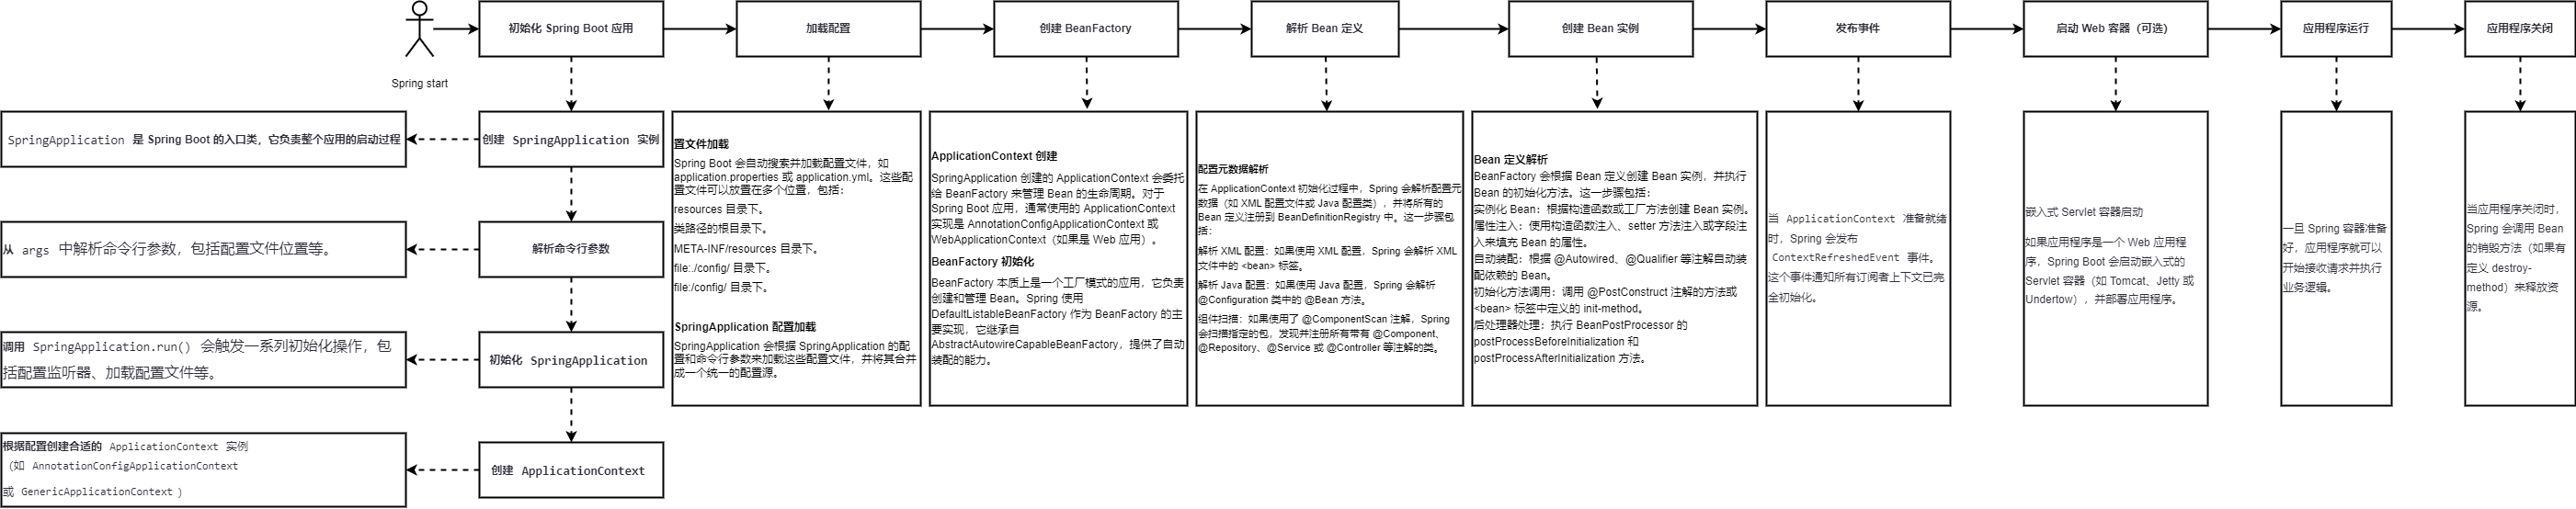 初始化 Spring Boot 应用
加载配置
创建 BeanFactory
解析 Bean 定义
创建 Bean 实例
发布事件
启动 Web 容器（可选）
应用程序运行
应用程序关闭
Spring start
SpringApplication 是 Spring Boot 的入口类，它负责整个应用的启动过程
创建 SpringApplication 实例
从 args 中解析命令行参数，包括配置文件位置等。
解析命令行参数
调用 SpringApplication.run() 会触发一系列初始化操作，包
括配置监听器、加载配置文件等。
初始化 SpringApplication
根据配置创建合适的 ApplicationContext 实例
（如 AnnotationConfigApplicationContext
或 GenericApplicationContext ）
创建 ApplicationContext
置文件加载
Spring Boot 会自动搜索并加载配置文件，如
application.properties 或 application.yml。这些配
置文件可以放置在多个位置，包括：
resources 目录下。
类路径的根目录下。
META-INF/resources 目录下。
file:./config/ 目录下。
file:/config/ 目录下。
SpringApplication 配置加载
SpringApplication 会根据 SpringApplication 的配
置和命令行参数来加载这些配置文件，并将其合并
成一个统一的配置源。
ApplicationContext 创建
SpringApplication 创建的 ApplicationContext 会委托
给 BeanFactory 来管理 Bean 的生命周期。对于
Spring Boot 应用，通常使用的 ApplicationContext
实现是 AnnotationConfigApplicationContext 或
WebApplicationContext（如果是 Web 应用）。
BeanFactory 初始化
BeanFactory 本质上是一个工厂模式的应用，它负责
创建和管理 Bean。Spring 使用
DefaultListableBeanFactory 作为 BeanFactory 的主
要实现，它继承自
AbstractAutowireCapableBeanFactory，提供了自动
装配的能力。
配置元数据解析
在 ApplicationContext 初始化过程中，Spring 会解析配置元
数据（如 XML 配置文件或 Java 配置类），并将所有的
Bean 定义注册到 BeanDefinitionRegistry 中。这一步骤包
括：
解析 XML 配置：如果使用 XML 配置，Spring 会解析 XML
文件中的 <bean> 标签。
解析 Java 配置：如果使用 Java 配置，Spring 会解析
@Configuration 类中的 @Bean 方法。
组件扫描：如果使用了 @ComponentScan 注解，Spring
会扫描指定的包，发现并注册所有带有 @Component、
@Repository、@Service 或 @Controller 等注解的类。
Bean 定义解析
BeanFactory 会根据 Bean 定义创建 Bean 实例，并执行
Bean 的初始化方法。这一步骤包括：
实例化 Bean：根据构造函数或工厂方法创建 Bean 实例。
属性注入：使用构造函数注入、setter 方法注入或字段注
入来填充 Bean 的属性。
自动装配：根据 @Autowired、@Qualifier 等注解自动装
配依赖的 Bean。
初始化方法调用：调用 @PostConstruct 注解的方法或
<bean> 标签中定义的 init-method。
后处理器处理：执行 BeanPostProcessor 的
postProcessBeforeInitialization 和
postProcessAfterInitialization 方法。
当 ApplicationContext 准备就绪
时，Spring 会发布
ContextRefreshedEvent 事件。
这个事件通知所有订阅者上下文已完
全初始化。
嵌入式 Servlet 容器启动
如果应用程序是一个 Web 应用程
序，Spring Boot 会启动嵌入式的
Servlet 容器（如 Tomcat、Jetty 或
Undertow），并部署应用程序。
一旦 Spring 容器准备
好，应用程序就可以
开始接收请求并执行
业务逻辑。
当应用程序关闭时，
Spring 会调用 Bean
的销毁方法（如果有
定义 destroy-
method）来释放资
源。